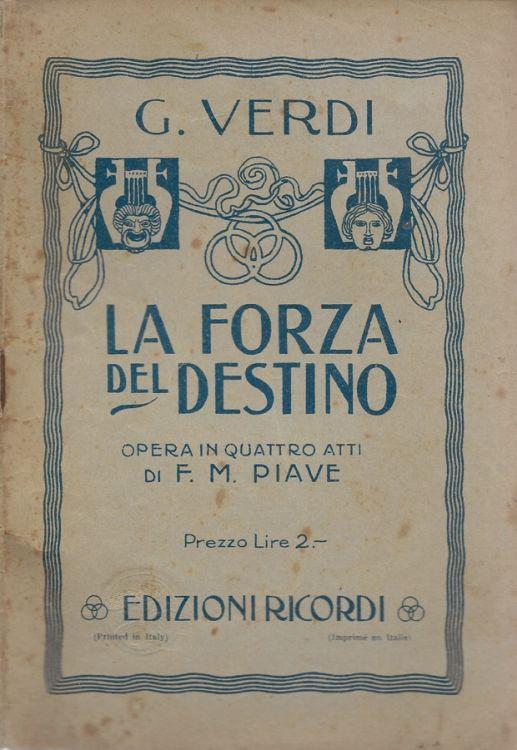 G. VERDI
LA FORZA
DEL DESTINO
OPERA IN QUATTRO ATTI
DI F. M. PIAVE
Prezzo Lire 2.-
EDIZIONI RICORDI
(Printed in Italy) (Imprimé en Italie)